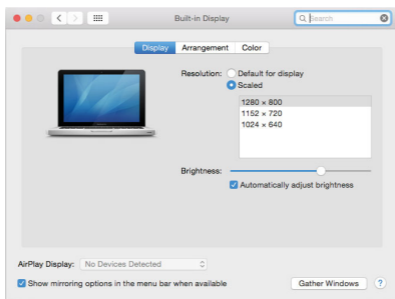 Built-in Display
Search
Display Arrangement Color
Resolution: Default for display
Scaled
1280 × 800
1152 × 720
1024 × 640
Brightness:
Automatically adjust brightness
AirPlay Display: No Devices Detected
Show mirroring options in the menu bar when available
Gather Windows ?